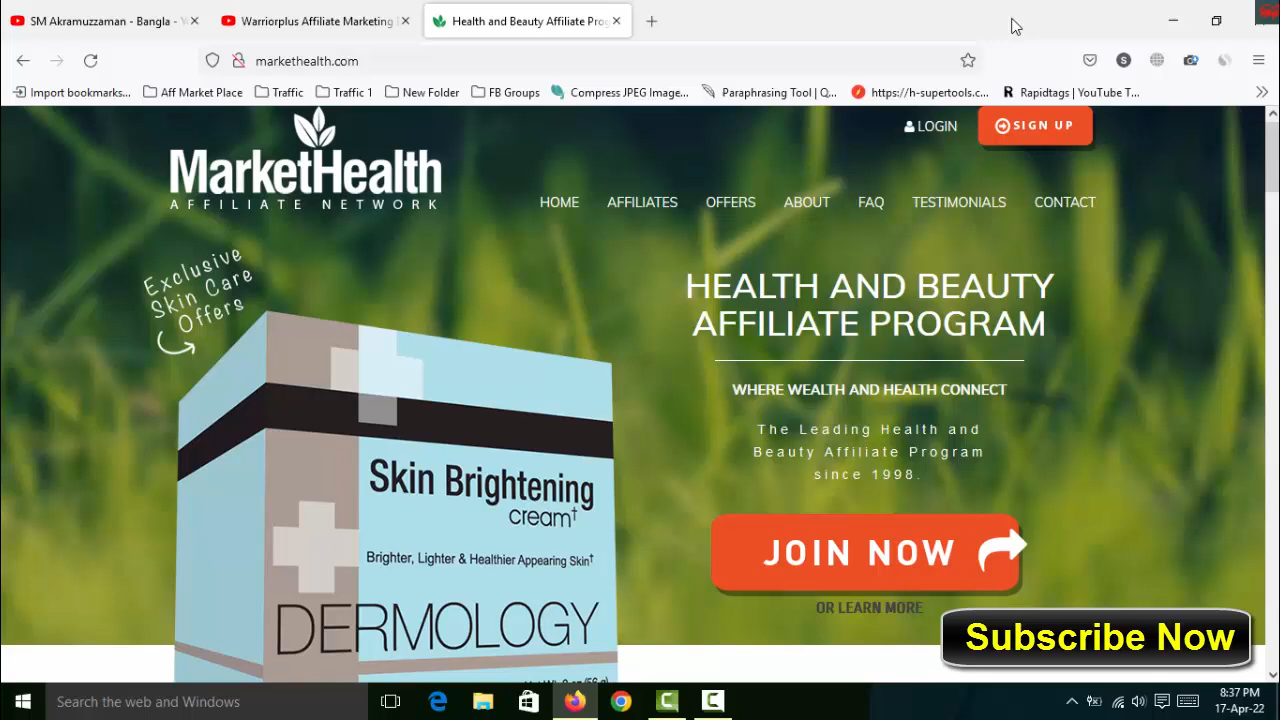 SM Akramuzzaman - Bangla - 
Warriorplus Affiliate Marketing
Health and Beauty Affiliate Prog
markethealth.com
S
Import bookmarks...
Aff Market Place
Traffic
Traffic 1
New Folder
FB Groups
Compress JPEG Image...
Paraphrasing Tool | Q...
https://h-supertools.c...
R Rapidtags | YouTube T...
LOGIN
SIGN UP
MarketHealth
AFFILIATE NETWORK
HOME
AFFILIATES
OFFERS
ABOUT
FAQ
TESTIMONIALS
CONTACT
Exclusive
Skin Care
Offers
HEALTH AND BEAUTY
AFFILIATE PROGRAM
WHERE WEALTH AND HEALTH CONNECT
The Leading Health and
Beauty Affiliate Program
since 1998.
JOIN NOW
OR LEARN MORE
Skin Brightening
cream†
Brighter, Lighter & Healthier Appearing Skin†
DERMOLOGY
Subscribe Now
Search the web and Windows
8:37 PM
17-Apr-22